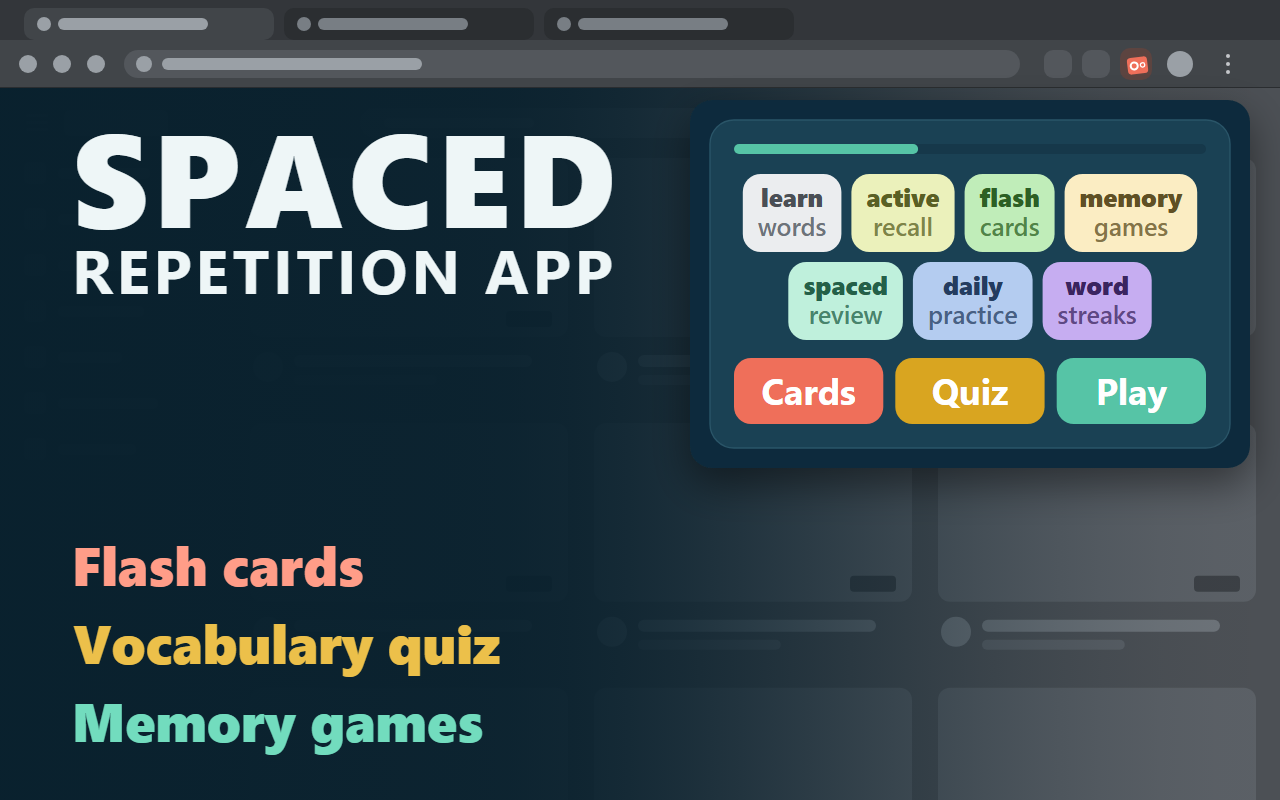 SPACED
REPETITION APP
learn
words
active
recall
flash
cards
memory
games
spaced
review
daily
practice
word
streaks
Cards
Quiz
Play
Flash cards
Vocabulary quiz
Memory games